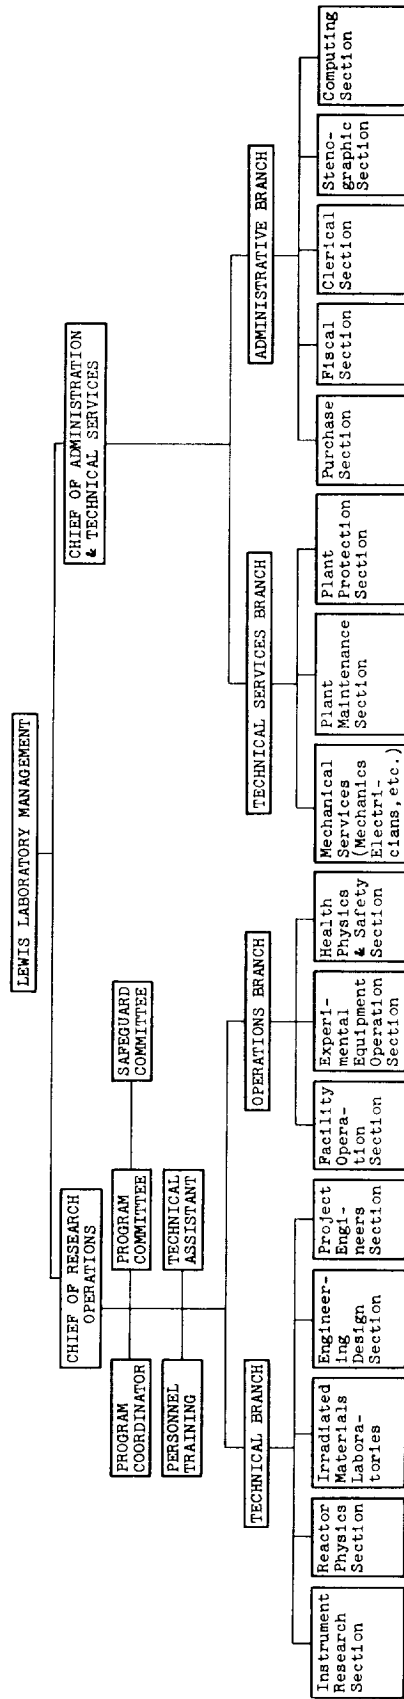 LEWIS LABORATORY MANAGEMENT
CHIEF OF RESEARCH
OPERATIONS
CHIEF OF ADMINISTRATION
& TECHNICAL SERVICES
PROGRAM
COORDINATOR
PROGRAM
COMMITTEE
SAFEGUARD
COMMITTEE
PERSONNEL
TRAINING
TECHNICAL
ASSISTANT
TECHNICAL BRANCH
OPERATIONS BRANCH
TECHNICAL SERVICES BRANCH
ADMINISTRATIVE BRANCH
Instrument
Research
Section
Reactor
Physics
Section
Irradiated
Materials
Labora-
tories
Engineer-
ing
Design
Section
Project
Engi-
neers
Section
Facility
Opera-
tion
Section
Experi-
mental
Equipment
Operation
Section
Health
Physics
& Safety
Section
Mechanical
Services
(Mechanics
Electri-
cians,etc.)
Plant
Maintenance
Section
Plant
Protection
Section
Purchase
Section
Fiscal
Section
Clerical
Section
Steno-
graphic
Section
Computing
Section